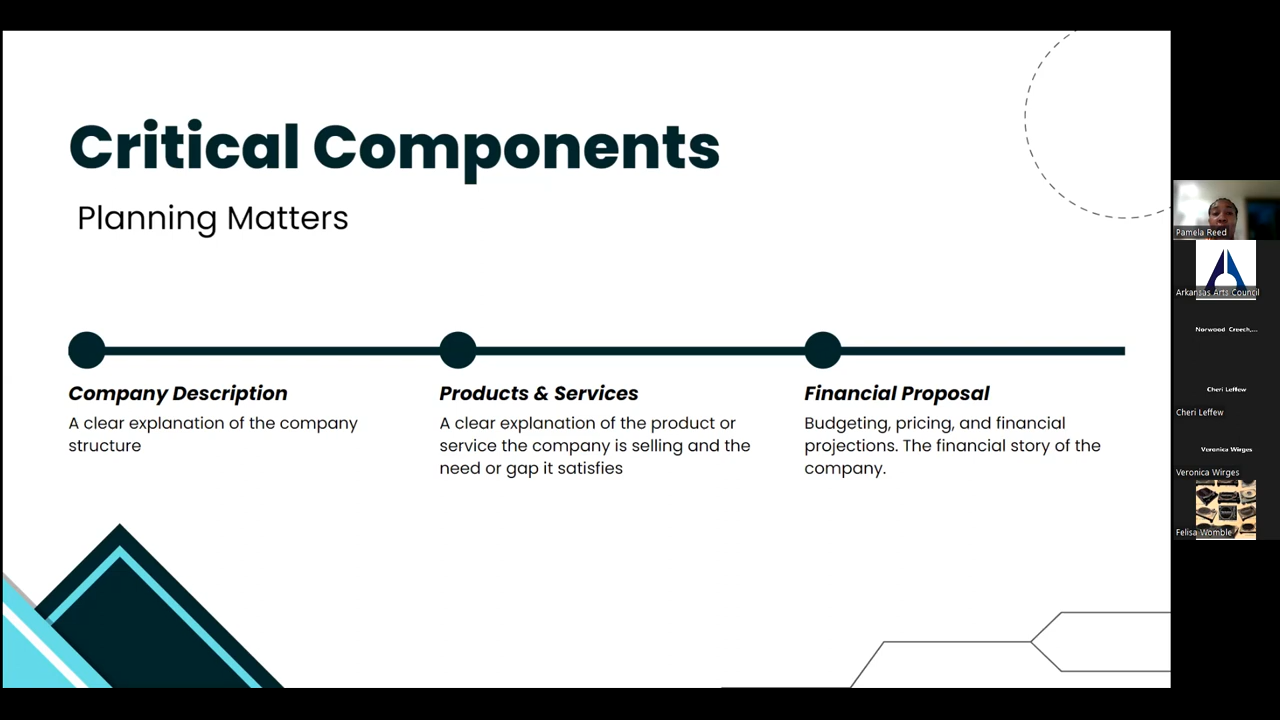 Critical Components
Planning Matters
Company Description
A clear explanation of the company
structure
Products & Services
A clear explanation of the product or
service the company is selling and the
need or gap it satisfies
Financial Proposal
Budgeting, pricing, and financial
projections. The financial story of the
company.
Pamela Reed
Arkansas Arts Council
Norwood Creech,...
Cheri Leffew
Cheri Leffew
Veronica Wirges
Veronica Wirges
Felisa Womble